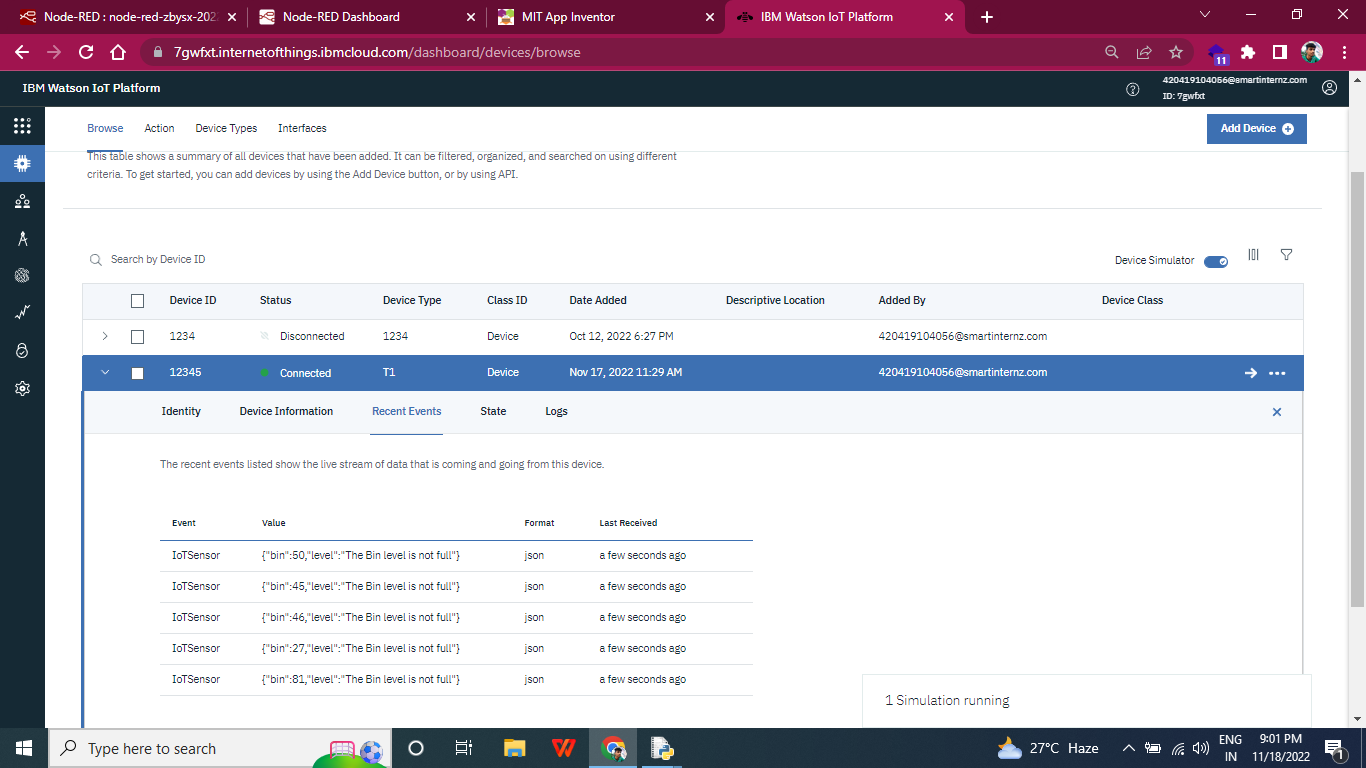 Node-RED : node-red-zbysx-202
Node-RED Dashboard
MIT App Inventor
IBM Watson IoT Platform
7gwfxt.internetofthings.ibmcloud.com/dashboard/devices/browse
11
IBM Watson IoT Platform
420419104056@smartinternz.com
ID: 7gwfxt
Browse Action Device Types Interfaces
Add Device
This table shows a summary of all devices that have been added. It can be filtered, organized, and searched on using different
criteria. To get started, you can add devices by using the Add Device button, or by using API.
Search by Device ID
Device Simulator
Device ID Status Device Type Class ID Date Added Descriptive Location Added By Device Class
1234 Disconnected 1234 Device Oct 12, 2022 6:27 PM 420419104056@smartinternz.com
12345 Connected T1 Device Nov 17, 2022 11:29 AM 420419104056@smartinternz.com
Identity Device Information Recent Events State Logs
The recent events listed show the live stream of data that is coming and going from this device.
Event Value Format Last Received
IoTSensor {"bin":50,"level":"The Bin level is not full"} json a few seconds ago
IoTSensor {"bin":45,"level":"The Bin level is not full"} json a few seconds ago
IoTSensor {"bin":46,"level":"The Bin level is not full"} json a few seconds ago
IoTSensor {"bin":27,"level":"The Bin level is not full"} json a few seconds ago
IoTSensor {"bin":81,"level":"The Bin level is not full"} json a few seconds ago
1 Simulation running
Type here to search
27°C Haze
ENG
IN
9:01 PM
11/18/2022
1